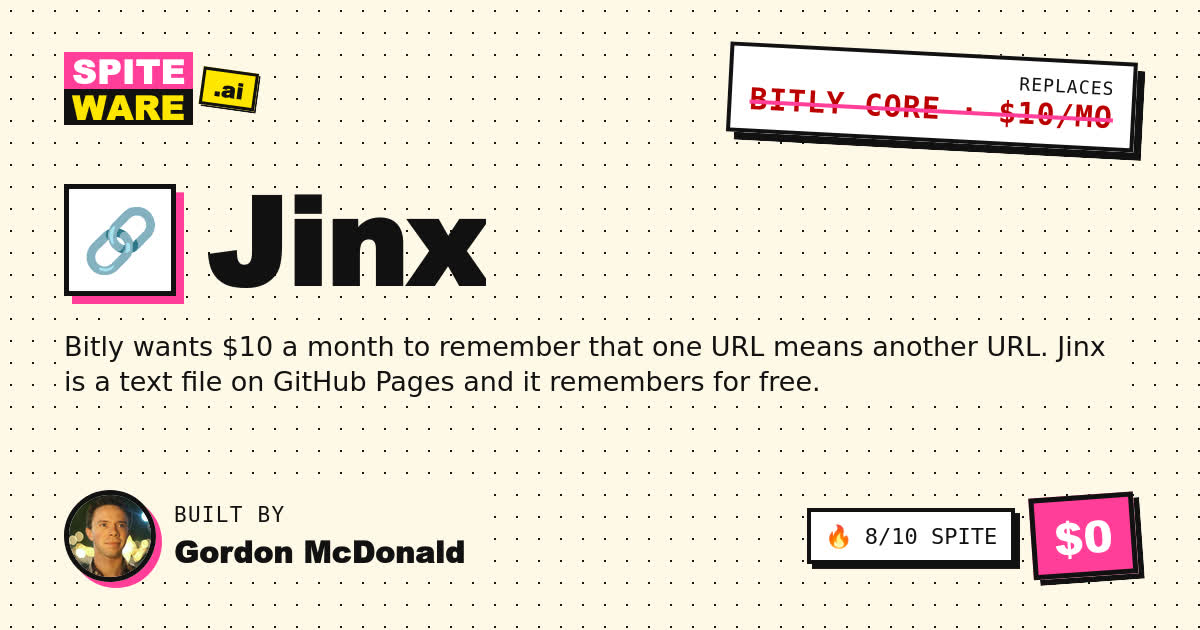 SPITE
WARE
.ai
REPLACES
BITLY CORE · $10/MO
Jinx
Bitly wants $10 a month to remember that one URL means another URL. Jinx
is a text file on GitHub Pages and it remembers for free.
BUILT BY
Gordon McDonald
8/10 SPITE
$0